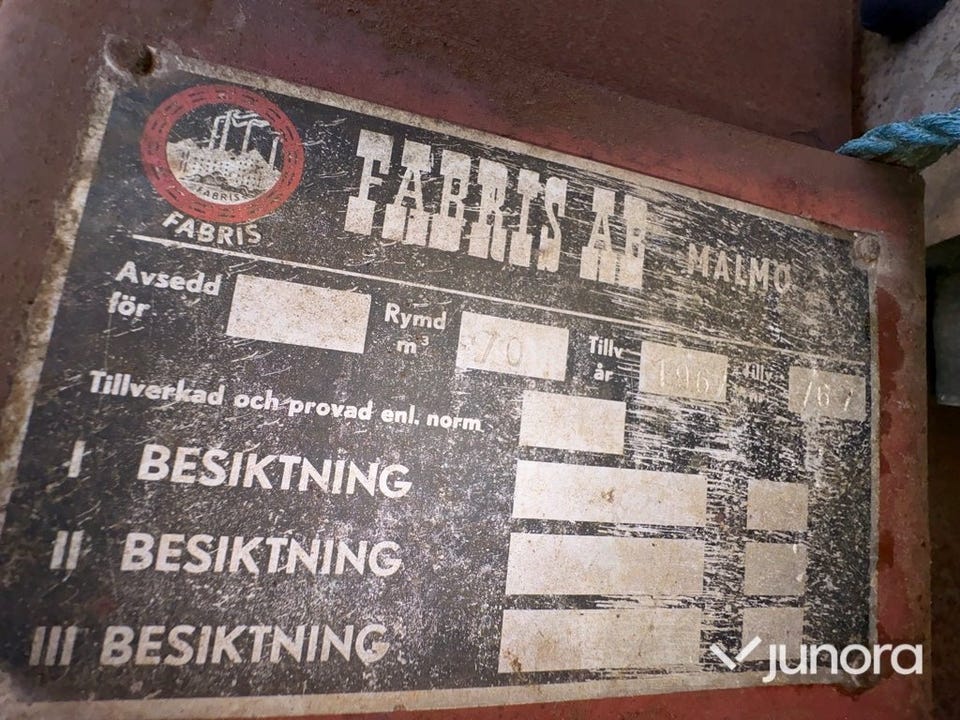 FABRIS
FABRIS
FABRIS AB MALMÖ
Avsedd för
Rymd m³ 70 Tillv år
Tillverkad och provad enl. norm
I BESIKTNING
II BESIKTNING
III BESIKTNING
junora